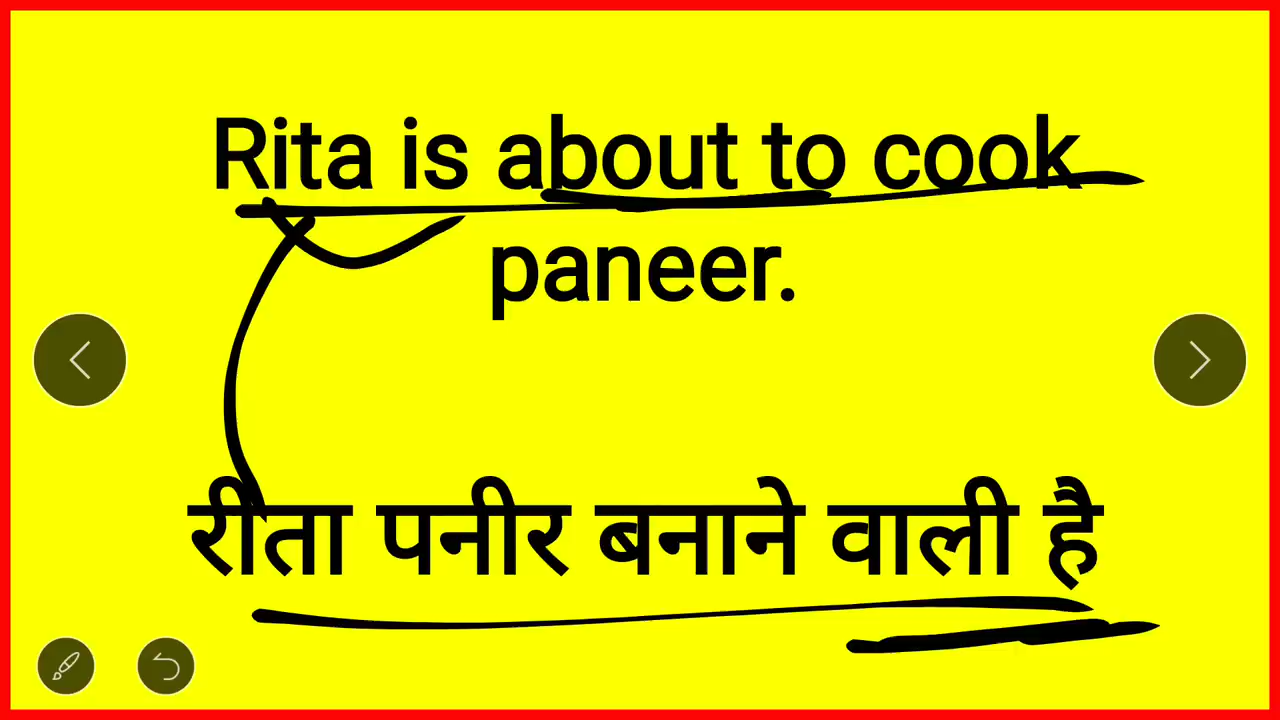 Rita is about to cook
paneer.
रीता पनीर बनाने वाली है